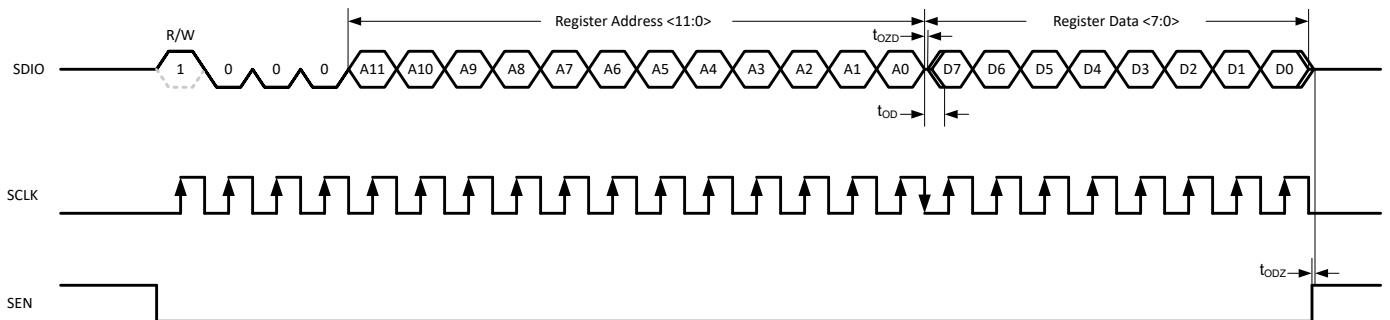 Register Address <11:0> Register Data <7:0>
R/W
tOZD
SDIO 1 0 0 0 A11 A10 A9 A8 A7 A6 A5 A4 A3 A2 A1 A0 D7 D6 D5 D4 D3 D2 D1 D0
tOD
SCLK
tODZ
SEN